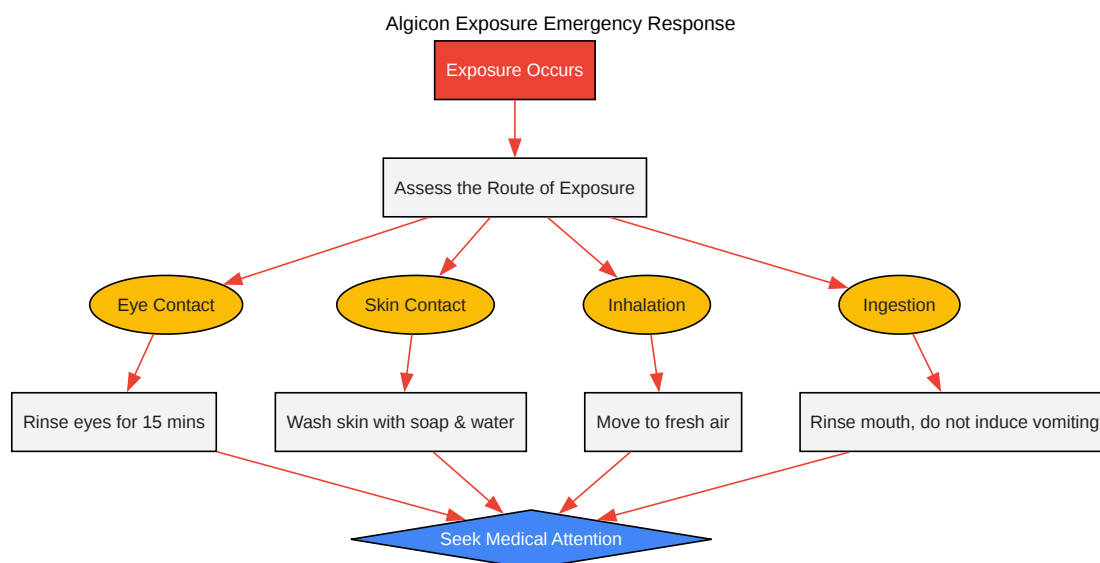 Algicon Exposure Emergency Response
Exposure Occurs
Assess the Route of Exposure
Eye Contact
Skin Contact
Inhalation
Ingestion
Rinse eyes for 15 mins
Wash skin with soap & water
Move to fresh air
Rinse mouth, do not induce vomiting
Seek Medical Attention